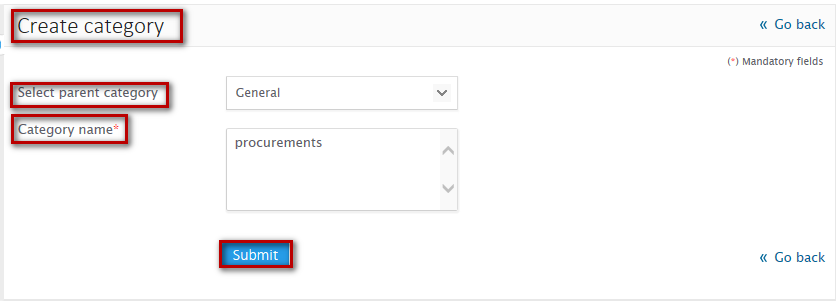 Create category
« Go back
(*) Mandatory fields
Select parent category
General
Category name*
procurements
Submit
« Go back